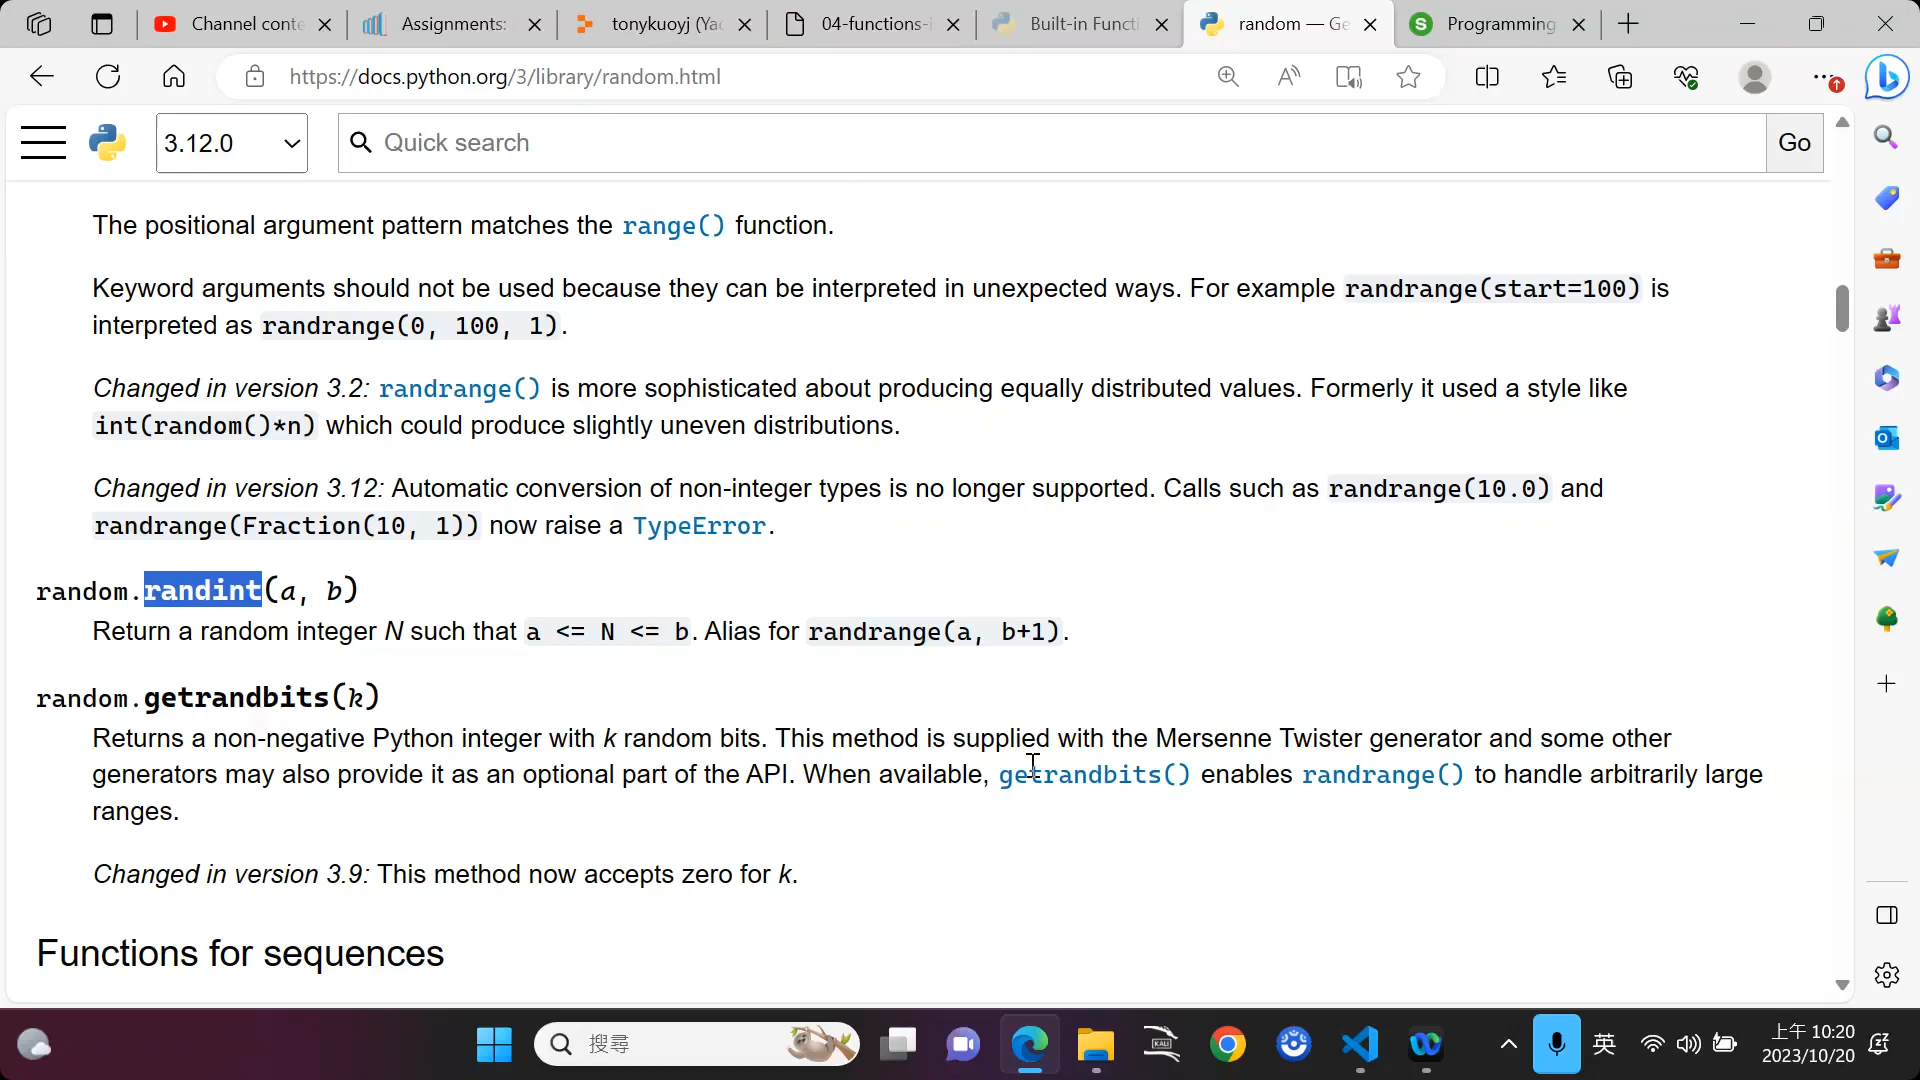 Channel conte
Assignments:
tonykuoyj (Yao
04-functions-i
Built-in Functi
random — Ge
Programming
https://docs.python.org/3/library/random.html
3.12.0
Quick search
Go
The positional argument pattern matches the range() function.
Keyword arguments should not be used because they can be interpreted in unexpected ways. For example randrange(start=100) is
interpreted as randrange(0, 100, 1).
Changed in version 3.2: randrange() is more sophisticated about producing equally distributed values. Formerly it used a style like
int(random()*n) which could produce slightly uneven distributions.
Changed in version 3.12: Automatic conversion of non-integer types is no longer supported. Calls such as randrange(10.0) and
randrange(Fraction(10, 1)) now raise a TypeError.
random.randint(a, b)
Return a random integer N such that a <= N <= b. Alias for randrange(a, b+1).
random.getrandbits(k)
Returns a non-negative Python integer with k random bits. This method is supplied with the Mersenne Twister generator and some other
generators may also provide it as an optional part of the API. When available, getrandbits() enables randrange() to handle arbitrarily large
ranges.
Changed in version 3.9: This method now accepts zero for k.
Functions for sequences
搜尋
KALI
英
上午 10:20
2023/10/20